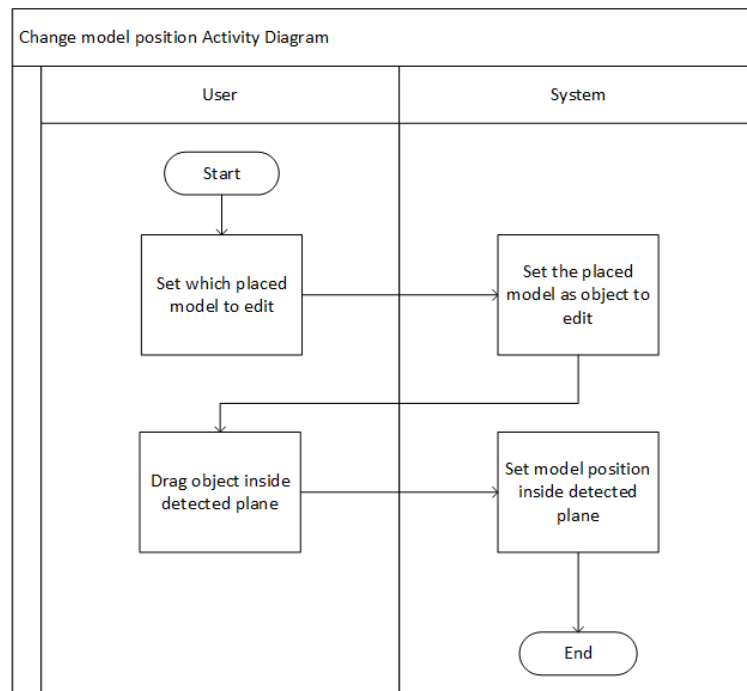 Change model position Activity Diagram
User
System
Start
Set which placed
model to edit
Set the placed
model as object to
edit
Drag object inside
detected plane
Set model position
inside detected
plane
End